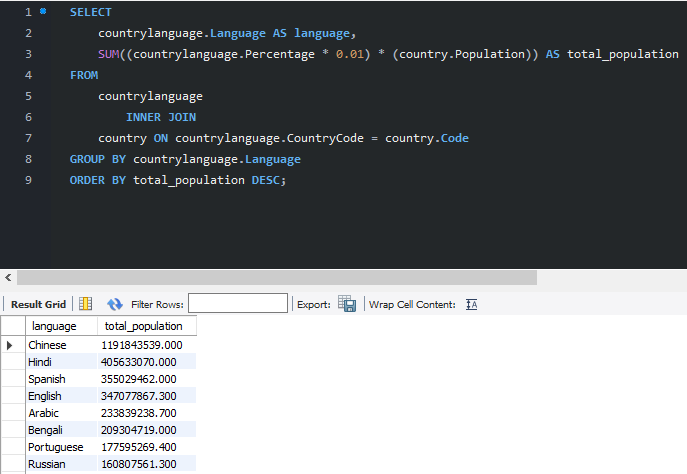 1 SELECT
2 countrylanguage.Language AS language,
3 SUM((countrylanguage.Percentage * 0.01) * (country.Population)) AS total_population
4 FROM
5 countrylanguage
6 INNER JOIN
7 country ON countrylanguage.CountryCode = country.Code
8 GROUP BY countrylanguage.Language
9 ORDER BY total_population DESC;
Result Grid Filter Rows: Export: Wrap Cell Content: IA
language total_population
Chinese 1191843539.000
Hindi 405633070.000
Spanish 355029462.000
English 347077867.300
Arabic 233839238.700
Bengali 209304719.000
Portuguese 177595269.400
Russian 160807561.300